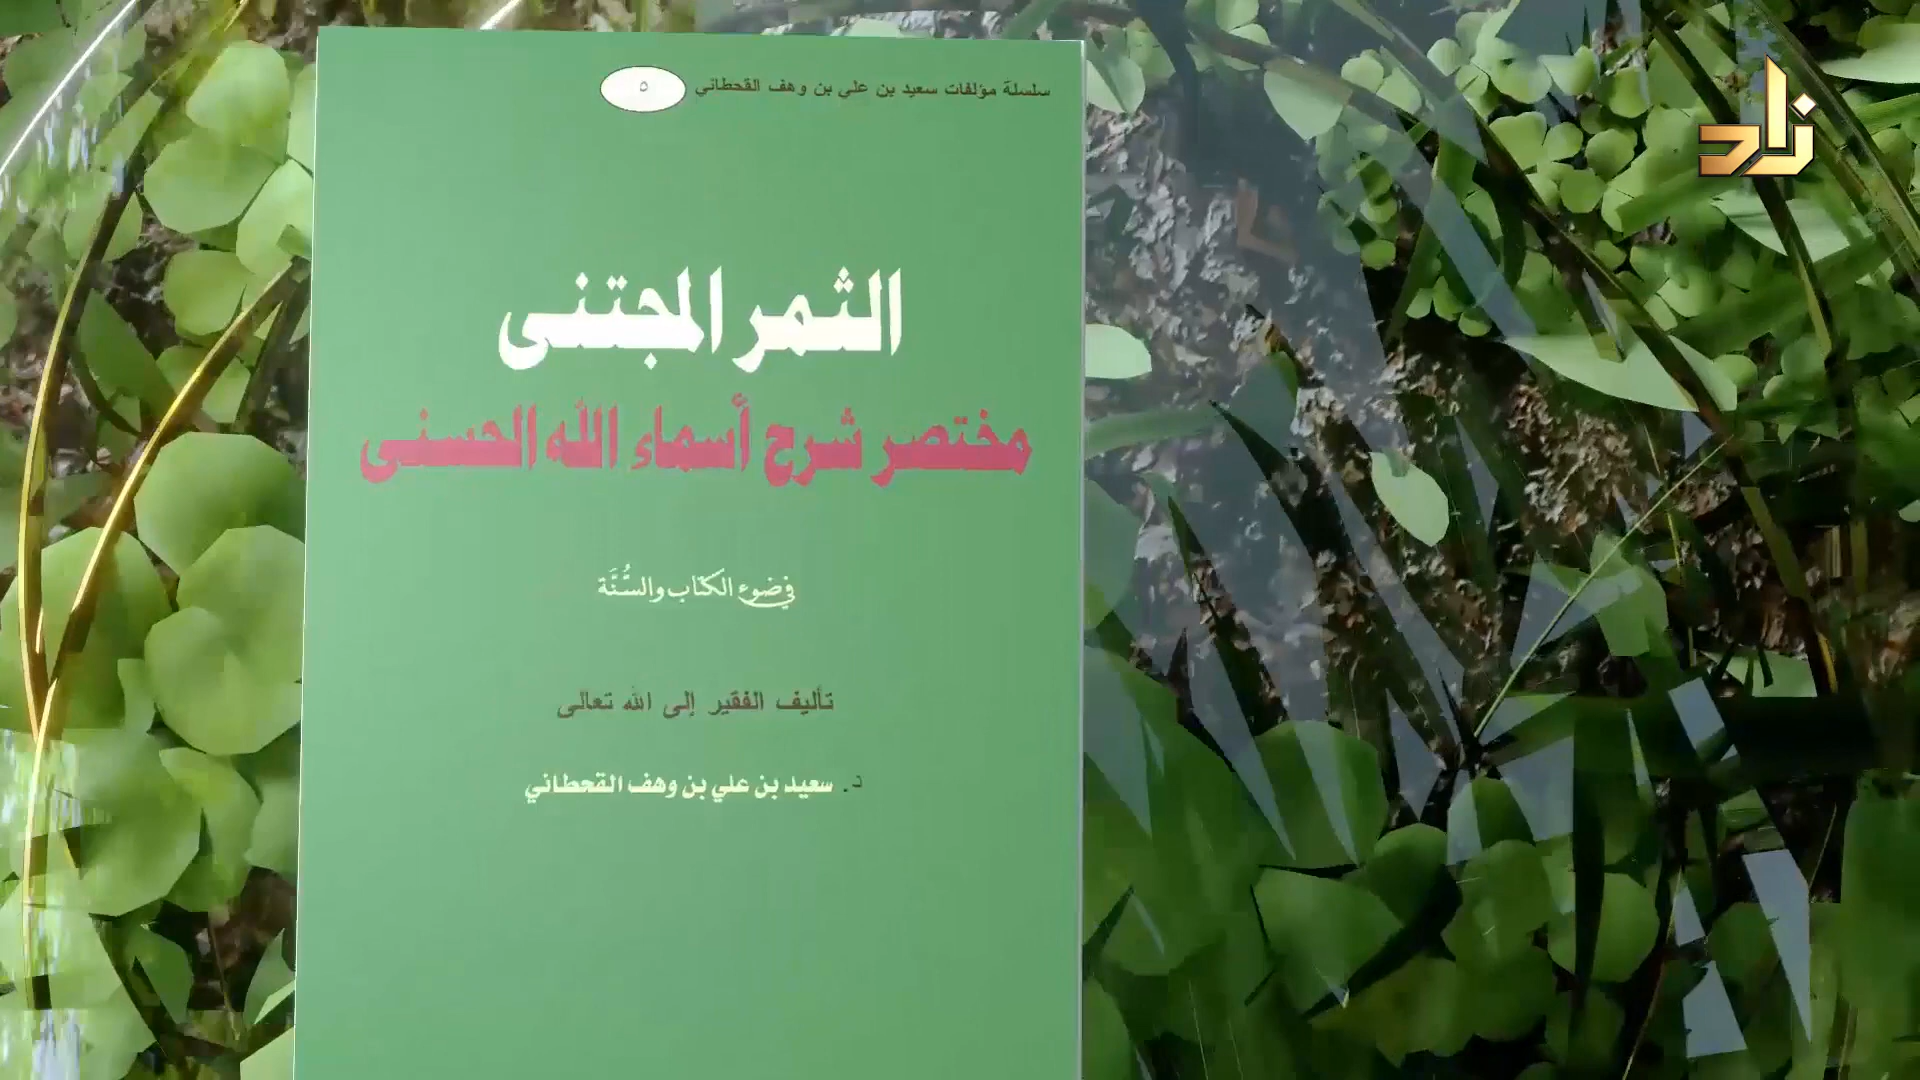 سلسلة مؤلفات سعيد بن علي بن وهف القحطاني ٥
زاد
الثمر المجتنى
مختصر شرح أسماء الله الحسنى
في ضوء الكتاب والسُّنَّة
تأليف الفقير إلى الله تعالى
د. سعيد بن علي بن وهف القحطاني